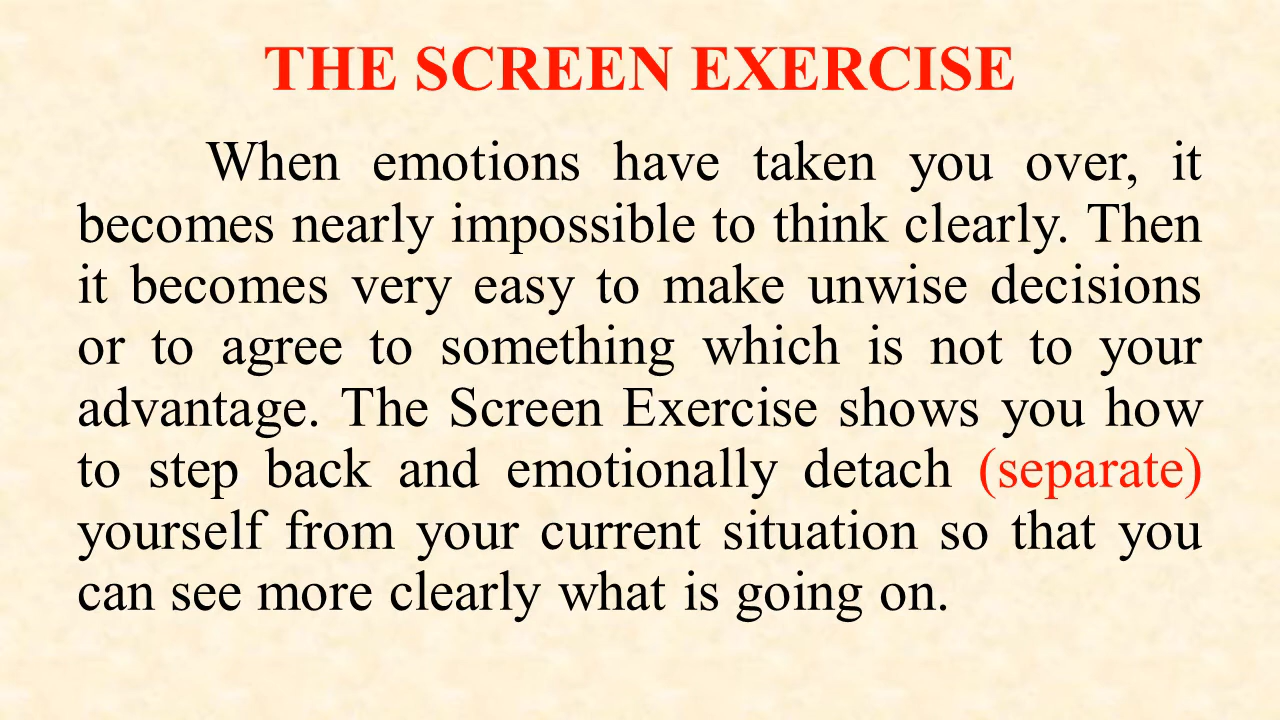 THE SCREEN EXERCISE
When emotions have taken you over, it
becomes nearly impossible to think clearly. Then
it becomes very easy to make unwise decisions
or to agree to something which is not to your
advantage. The Screen Exercise shows you how
to step back and emotionally detach (separate)
yourself from your current situation so that you
can see more clearly what is going on.